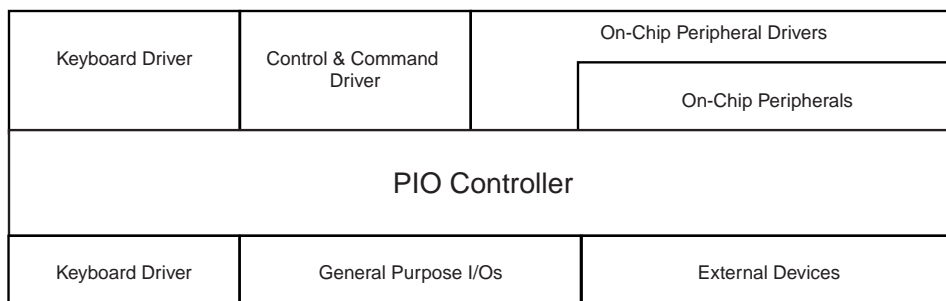 On-Chip Peripheral Drivers
Keyboard Driver
Control & Command
Driver
On-Chip Peripherals
PIO Controller
Keyboard Driver
General Purpose I/Os
External Devices